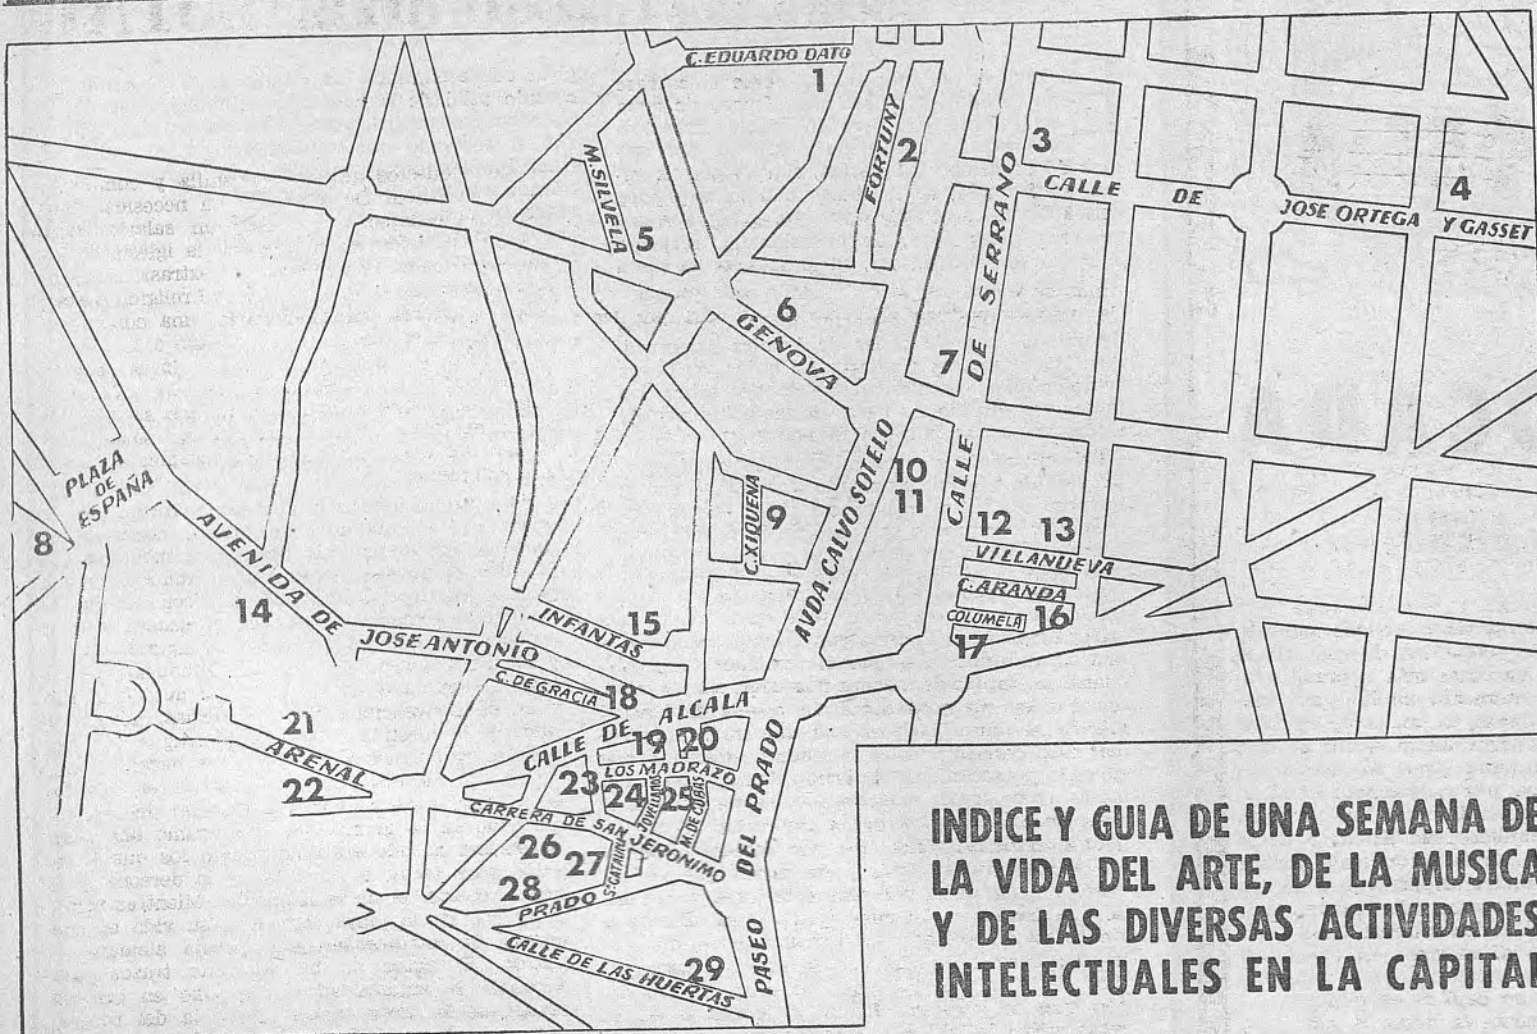 C. EDUARDO DATO
1
FORTUNY
2
3
M. SILVELA
5
CALLE DE JOSE ORTEGA Y GASSET
4
CALLE DE SERRANO
6
GENOVA
7
PLAZA
DE
ESPAÑA
8
AVENIDA DE JOSE ANTONIO
14
C. XIQUENA
9
AVDA. CALVO SOTELO
10
11
12
13
VILLANUEVA
C. ARANDA
COLUMELA
16
17
INFANTAS
15
C. DE GRACIA
18
CALLE DE ALCALA
19
20
21
ARENAL
22
LOS MADRAZO
23
24
JOVELLANOS
25
M. DE CUBAS
CARRERA DE SAN JERONIMO
26
27
S. CATALINA
28
PRADO
CALLE DE LAS HUERTAS
29
PASEO DEL PRADO
INDICE Y GUIA DE UNA SEMANA DE
LA VIDA DEL ARTE, DE LA MUSICA
Y DE LAS DIVERSAS ACTIVIDADES
INTELECTUALES EN LA CAPITAL